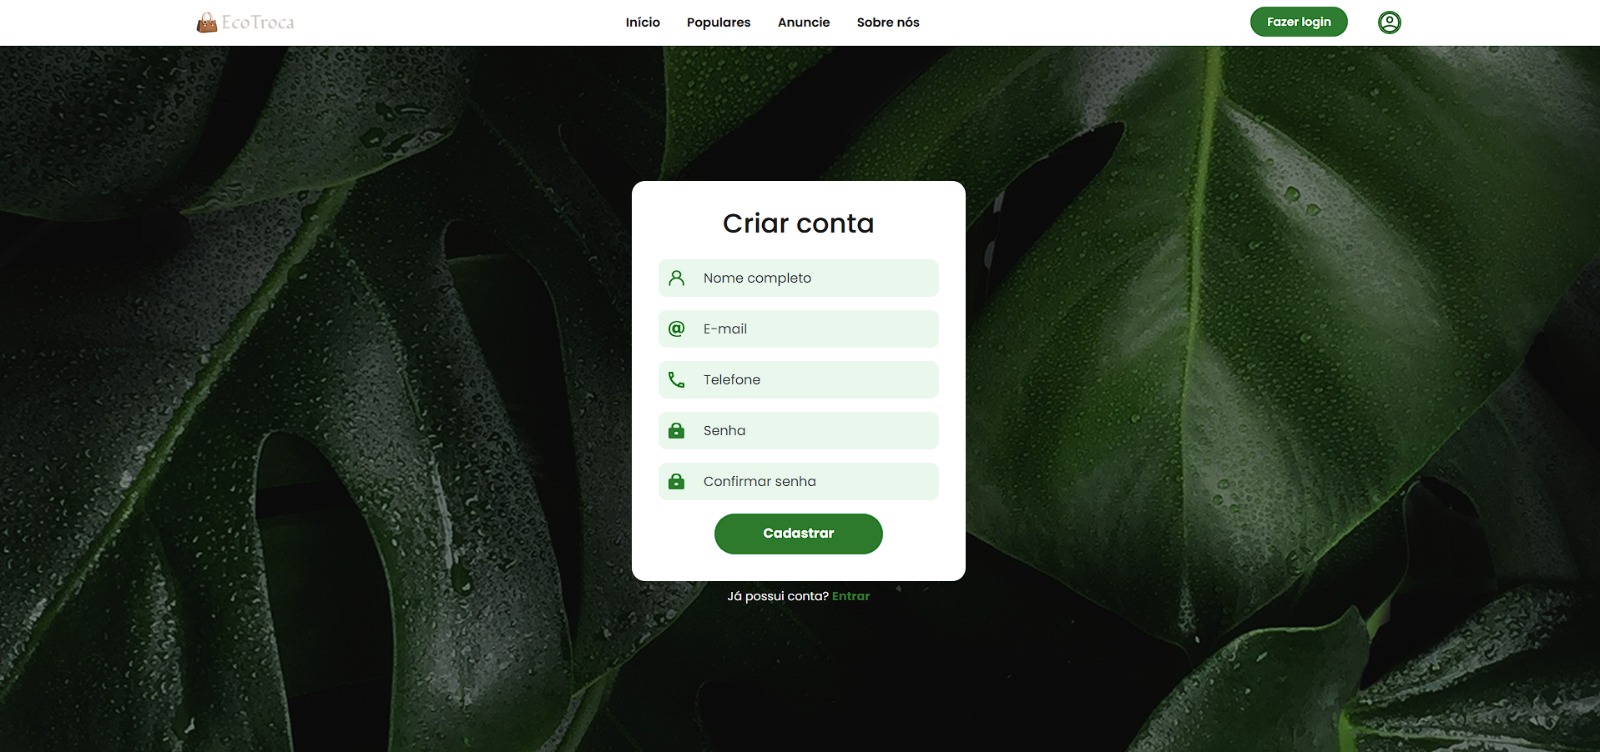 EcoTroca
Início Populares Anuncie Sobre nós
Fazer login
Criar conta
Nome completo
E-mail
Telefone
Senha
Confirmar senha
Cadastrar
Já possui conta? Entrar